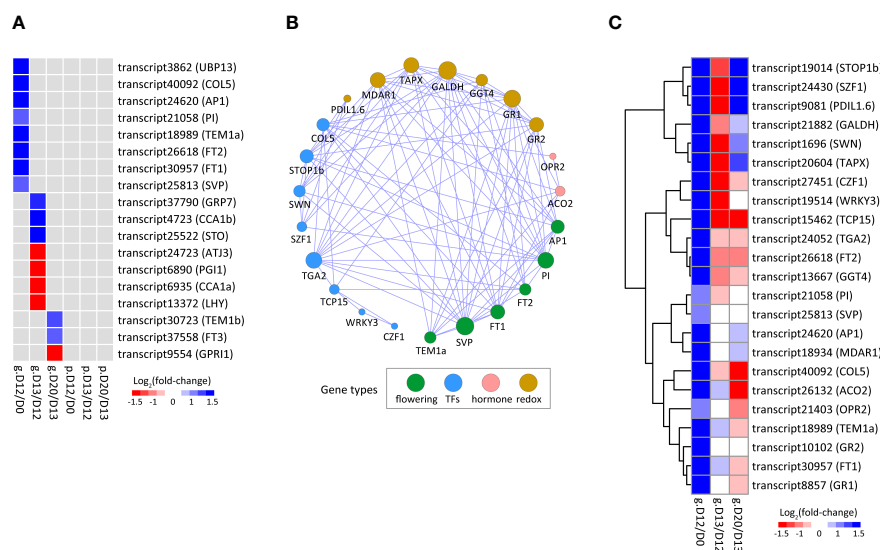 A
transcript3862 (UBP13)
transcript40092 (COL5)
transcript24620 (AP1)
transcript21058 (PI)
transcript18989 (TEM1a)
transcript26618 (FT2)
transcript30957 (FT1)
transcript25813 (SVP)
transcript37790 (GRP7)
transcript4723 (CCA1b)
transcript25522 (STO)
transcript24723 (ATJ3)
transcript6890 (PGI1)
transcript6935 (CCA1a)
transcript13372 (LHY)
transcript30723 (TEM1b)
transcript37558 (FT3)
transcript9554 (GPRI1)
g.D12/D0
g.D13/D12
g.D20/D13
p.D12/D0
p.D13/D12
p.D20/D13
Log2(fold-change)
-1.5 -1 0 1 1.5
B
TAPX
GALDH
GGT4
MDAR1
GR1
PDIL1.6
GR2
COL5
STOP1b
OPR2
SWN
ACO2
SZF1
AP1
TGA2
PI
TCP15
FT2
WRKY3
FT1
CZF1
SVP
TEM1a
Gene types
flowering TFs hormone redox
C
transcript19014 (STOP1b)
transcript24430 (SZF1)
transcript9081 (PDIL1.6)
transcript21882 (GALDH)
transcript1696 (SWN)
transcript20604 (TAPX)
transcript27451 (CZF1)
transcript19514 (WRKY3)
transcript15462 (TCP15)
transcript24052 (TGA2)
transcript26618 (FT2)
transcript13667 (GGT4)
transcript21058 (PI)
transcript25813 (SVP)
transcript24620 (AP1)
transcript18934 (MDAR1)
transcript40092 (COL5)
transcript26132 (ACO2)
transcript21403 (OPR2)
transcript18989 (TEM1a)
transcript10102 (GR2)
transcript30957 (FT1)
transcript8857 (GR1)
g.D12/D0
g.D13/D12
g.D20/D13
Log2(fold-change)
-1.5 -1 0 1 1.5